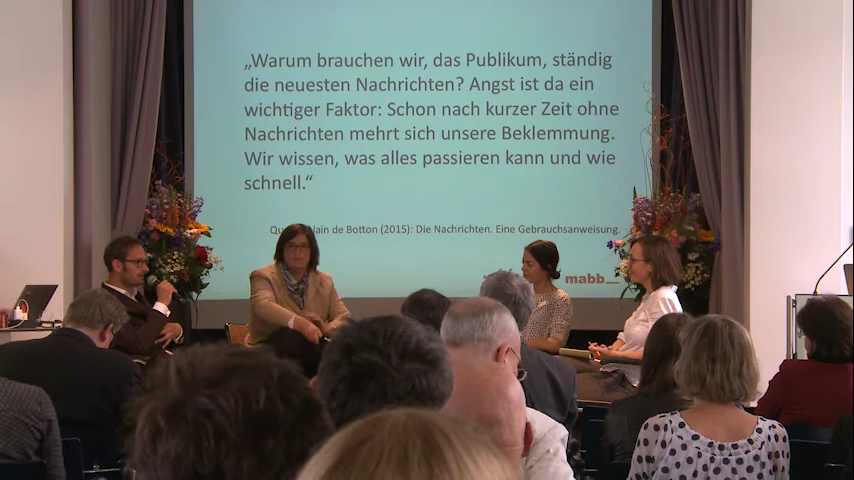 „Warum brauchen wir, das Publikum, ständig
die neuesten Nachrichten? Angst ist da ein
wichtiger Faktor: Schon nach kurzer Zeit ohne
Nachrichten mehrt sich unsere Beklemmung.
Wir wissen, was alles passieren kann und wie
schnell.“
de Botton (2015): Die Nachrichten. Eine Gebrauchsanweisung.
mabb